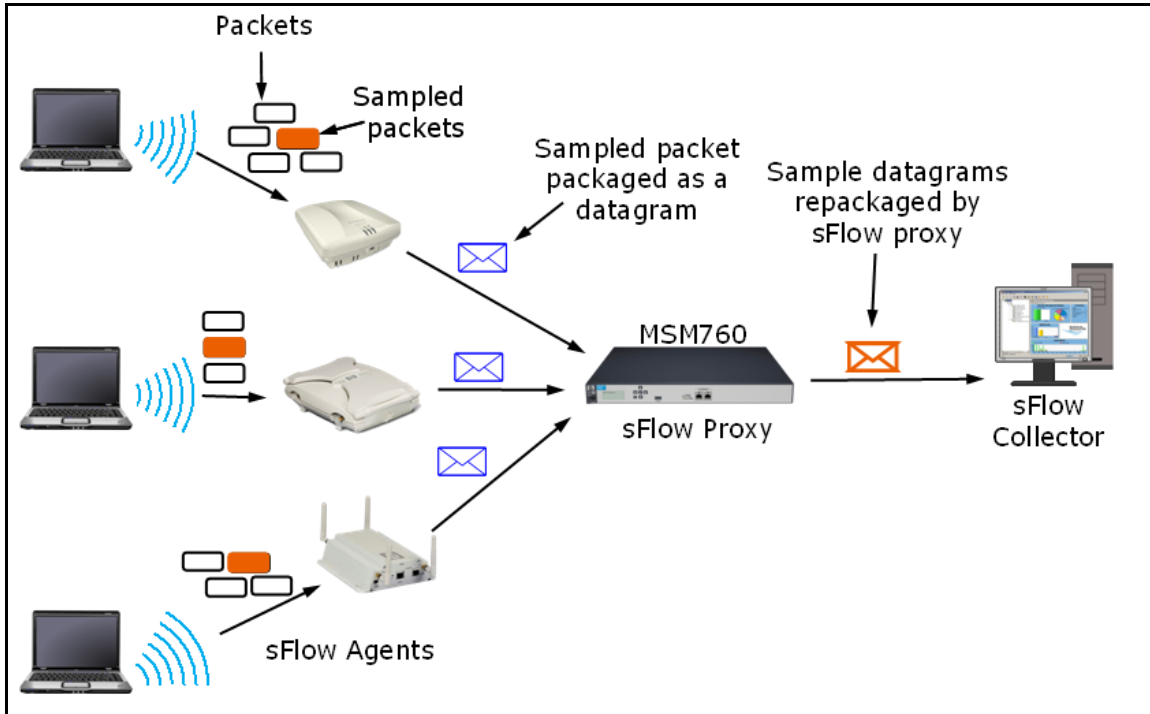 Packets
Sampled
packets
Sampled packet
packaged as a
datagram
Sample datagrams
repackaged by
sFlow proxy
MSM760
sFlow Proxy
sFlow
Collector
sFlow Agents